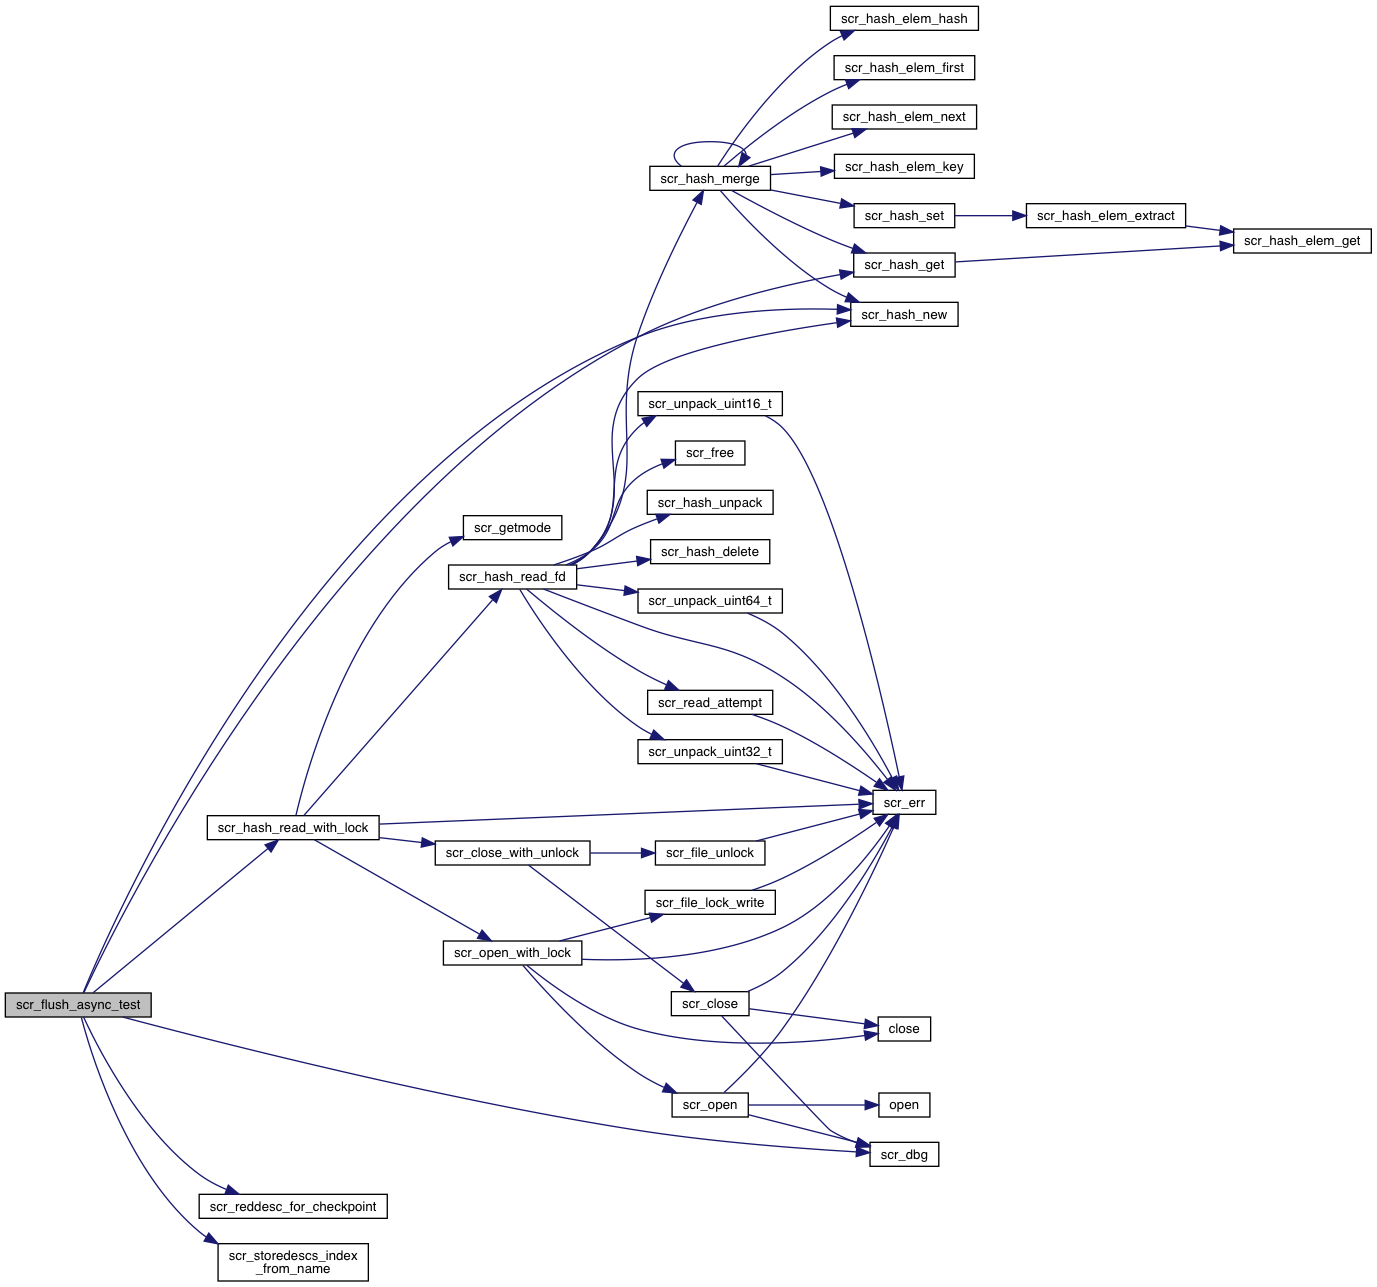 scr_hash_elem_hash
scr_hash_elem_first
scr_hash_elem_next
scr_hash_merge
scr_hash_elem_key
scr_hash_set
scr_hash_elem_extract
scr_hash_elem_get
scr_hash_get
scr_hash_new
scr_unpack_uint16_t
scr_free
scr_hash_unpack
scr_getmode
scr_hash_delete
scr_hash_read_fd
scr_unpack_uint64_t
scr_read_attempt
scr_unpack_uint32_t
scr_err
scr_hash_read_with_lock
scr_close_with_unlock
scr_file_unlock
scr_file_lock_write
scr_open_with_lock
scr_flush_async_test
scr_close
close
scr_open
open
scr_dbg
scr_reddesc_for_checkpoint
scr_storedescs_index
_from_name